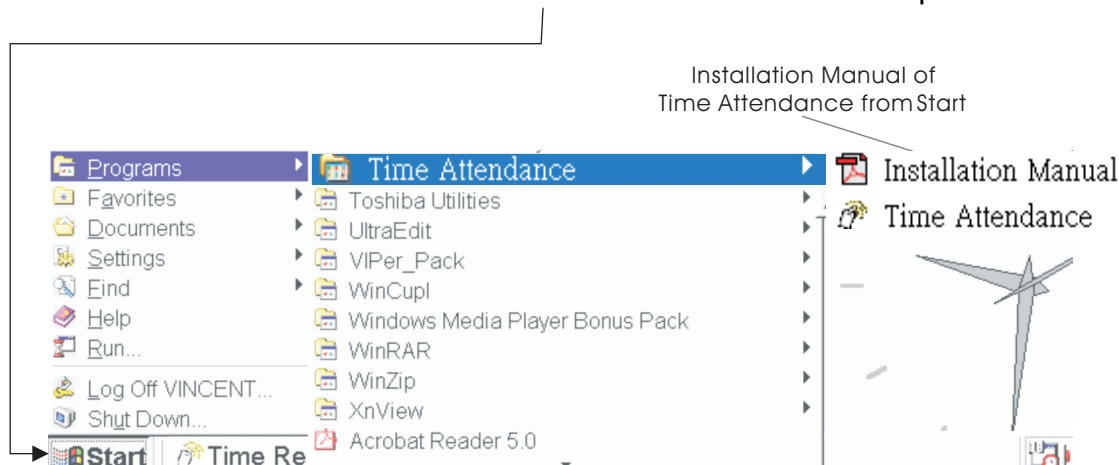 Installation Manual of
Time Attendance from Start
Programs
Favorites
Documents
Settings
Find
Help
Run...
Log Off VINCENT...
Shut Down...
Start
Time Re
Time Attendance
Toshiba Utilities
UltraEdit
VIPer_Pack
WinCupl
Windows Media Player Bonus Pack
WinRAR
WinZip
XnView
Acrobat Reader 5.0
Installation Manual
Time Attendance